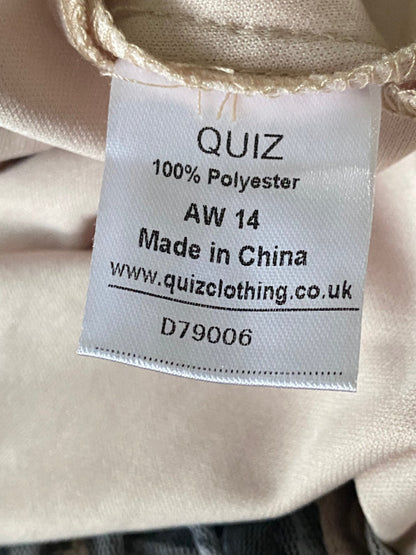 QUIZ
100% Polyester
AW 14
Made in China
www.quizclothing.co.uk
D79006